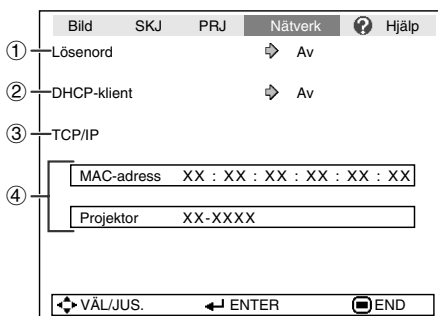 Bild SKJ PRJ Nätverk ? Hjälp
① Lösenord Av
② DHCP-klient Av
③ TCP/IP
④
MAC-adress XX : XX : XX : XX : XX : XX
Projektor XX-XXXX
VÄL/JUS. ENTER END